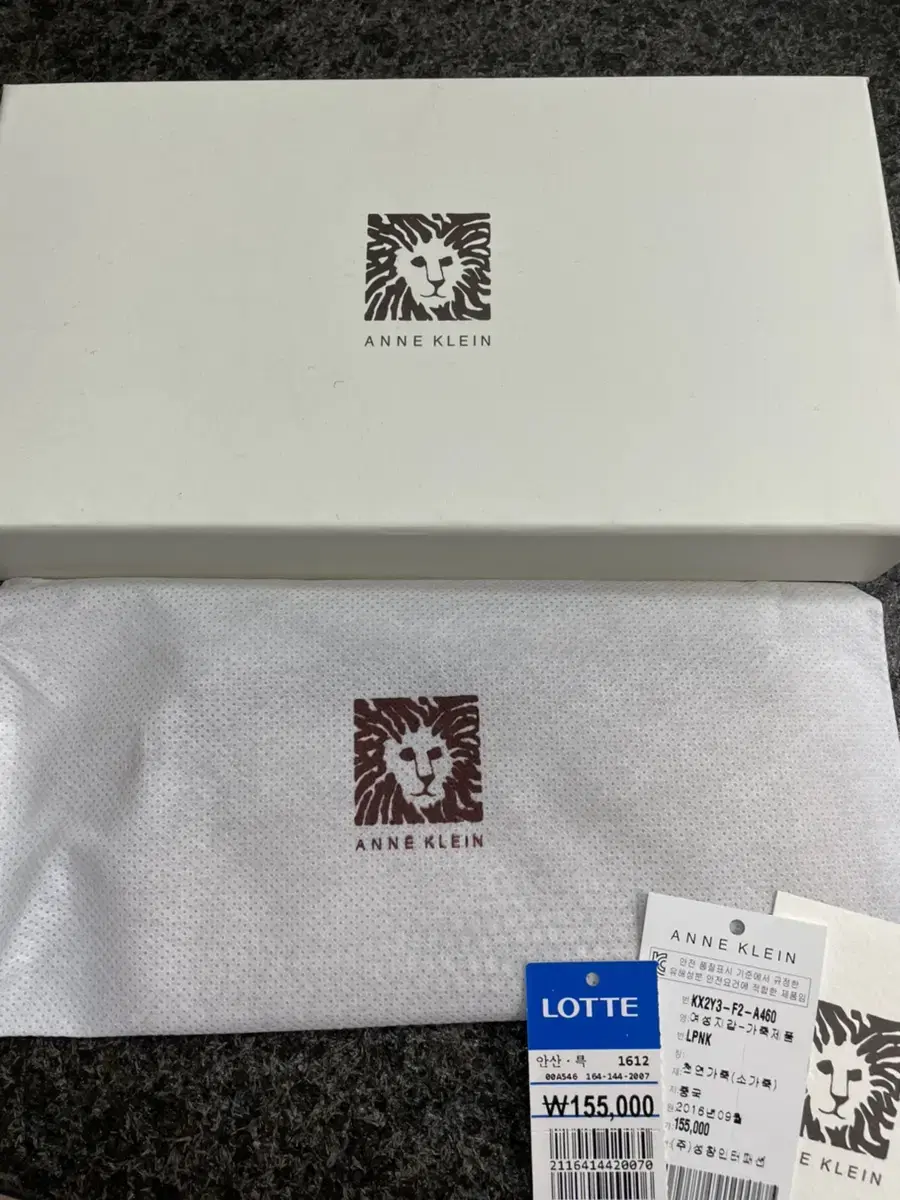 ANNE KLEIN
ANNE KLEIN
LOTTE
안산·특 1612
00A546 164-144-2007
₩155,000
2116414420070
ANNE KLEIN
안전 품질표시 기준에서 규정한
유해성분 안전요건에 적합한 제품임
KX2Y3-F2-A460
여성지갑-가죽제품
LPNK
천연가죽(소가죽)
중국
2016년09월
155,000
(주)성창인터패션
E KLEIN